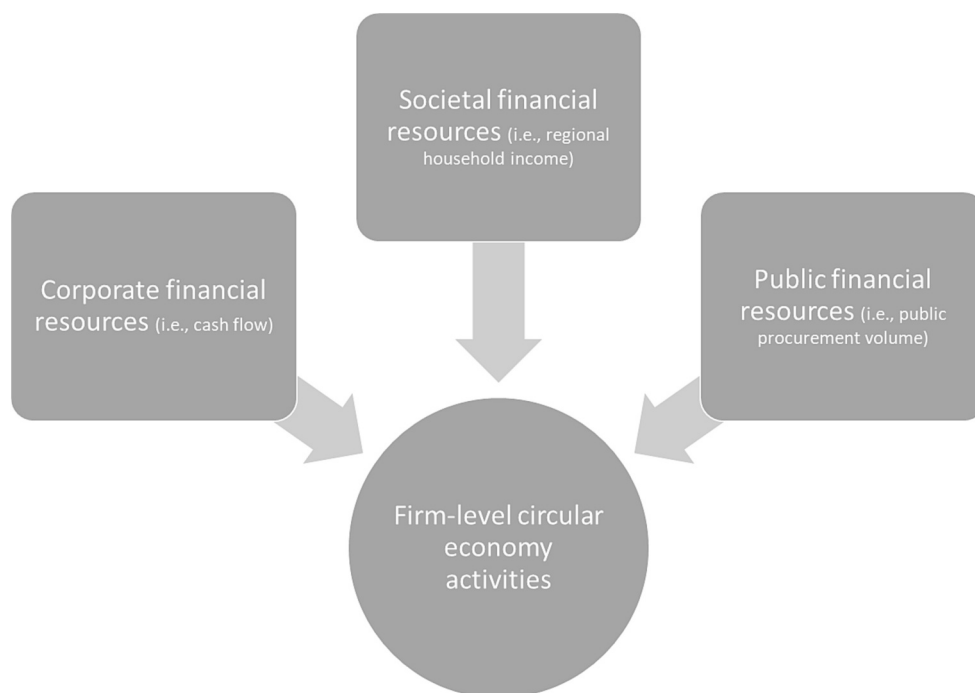 Societal financial
resources (i.e., regional
household income)
Corporate financial
resources (i.e., cash flow)
Public financial
resources (i.e., public
procurement volume)
Firm-level circular
economy
activities